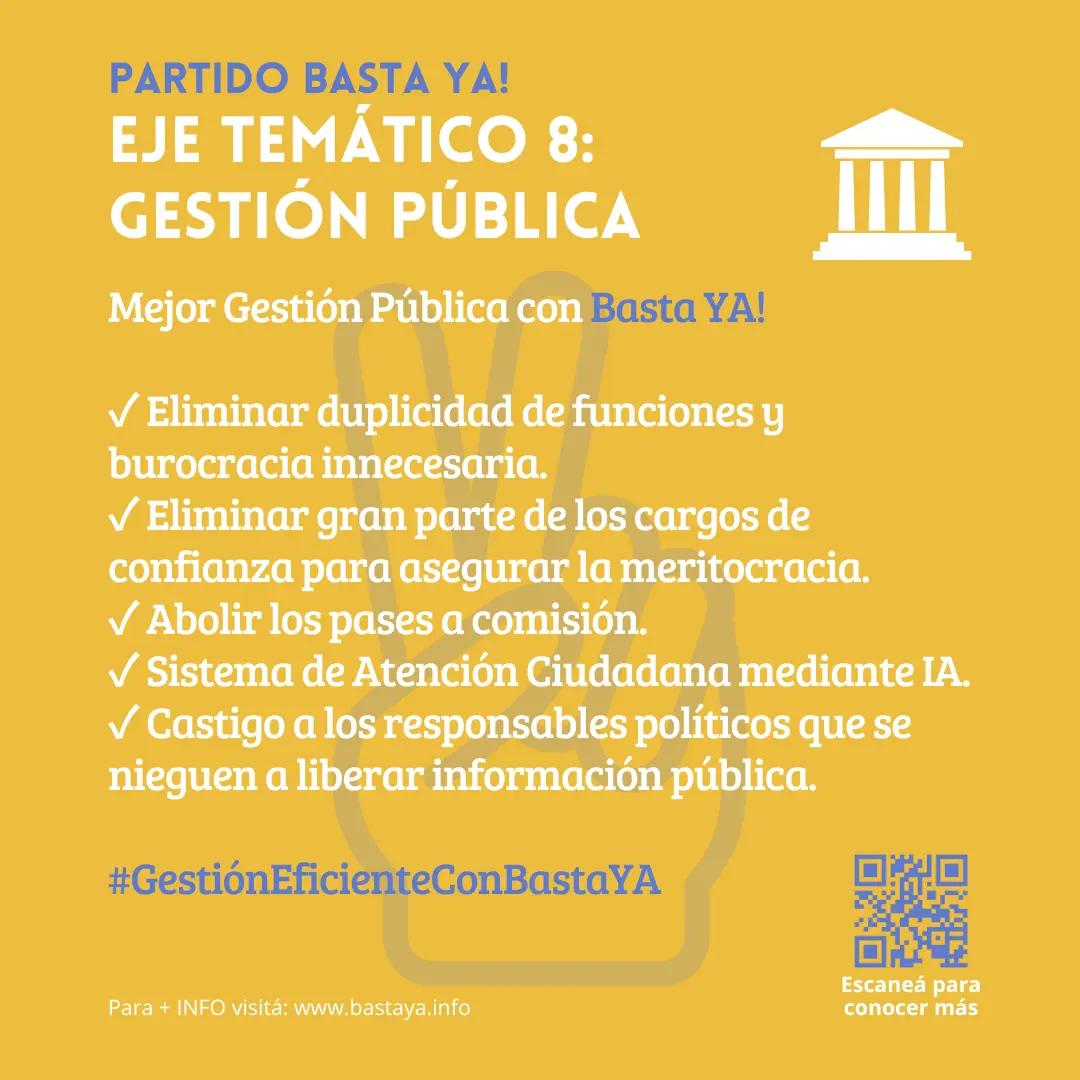 PARTIDO BASTA YA!
EJE TEMÁTICO 8:
GESTIÓN PÚBLICA
Mejor Gestión Pública con Basta YA!
✓ Eliminar duplicidad de funciones y
burocracia innecesaria.
✓ Eliminar gran parte de los cargos de
confianza para asegurar la meritocracia.
✓ Abolir los pases a comisión.
✓ Sistema de Atención Ciudadana mediante IA.
✓ Castigo a los responsables políticos que se
nieguen a liberar información pública.
#GestiónEficienteConBastaYA
Escaneá para
conocer más
Para + INFO visitá: www.bastaya.info